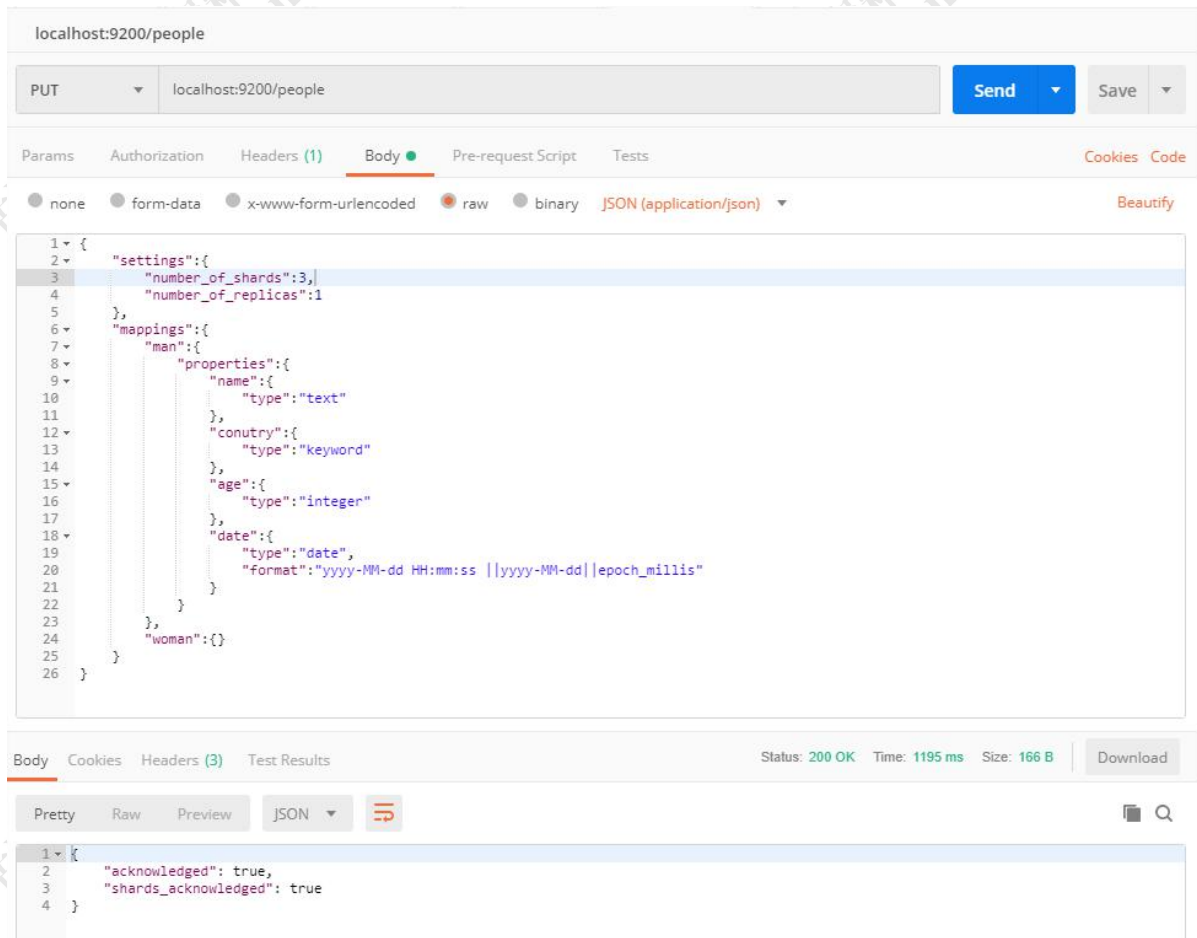 localhost:9200/people
PUT localhost:9200/people Send Save
Params Authorization Headers (1) Body Pre-request Script Tests Cookies Code
none form-data x-www-form-urlencoded raw binary JSON (application/json) Beautify
1 {
2 "settings":{
3 "number_of_shards":3,
4 "number_of_replicas":1
5 },
6 "mappings":{
7 "man":{
8 "properties":{
9 "name":{
10 "type":"text"
11 },
12 "conutry":{
13 "type":"keyword"
14 },
15 "age":{
16 "type":"integer"
17 },
18 "date":{
19 "type":"date",
20 "format":"yyyy-MM-dd HH:mm:ss ||yyyy-MM-dd||epoch_millis"
21 }
22 }
23 },
24 "woman":{}
25 }
26 }
Body Cookies Headers (3) Test Results Status: 200 OK Time: 1195 ms Size: 166 B Download
Pretty Raw Preview JSON
1 {
2 "acknowledged": true,
3 "shards_acknowledged": true
4 }